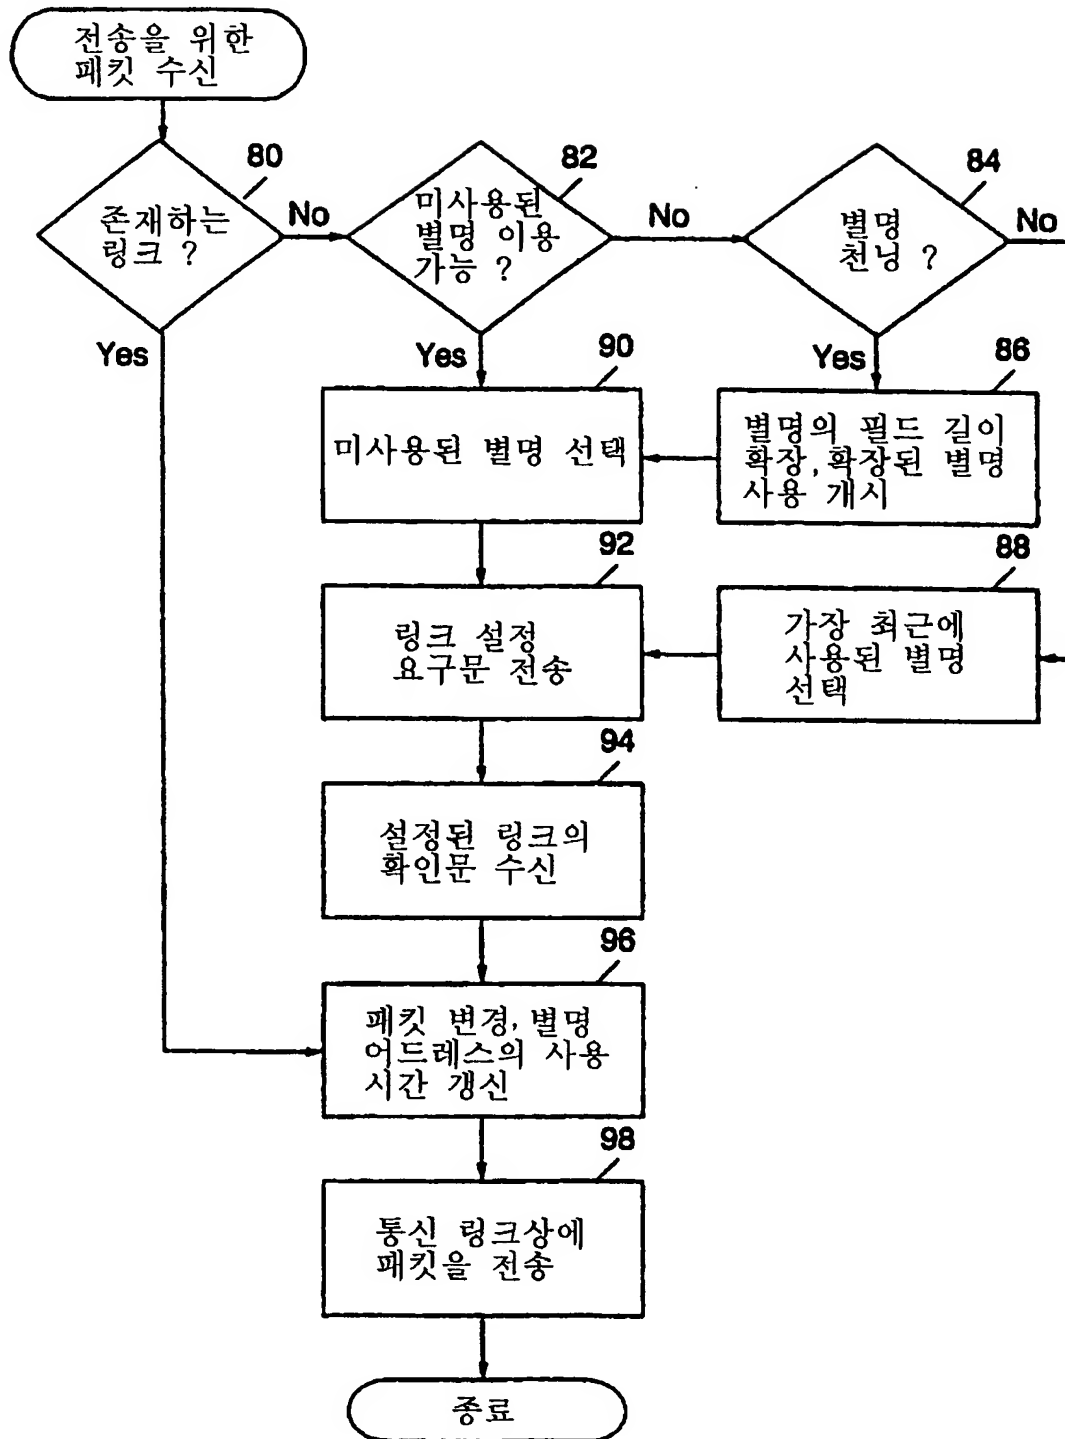 전송을 위한
패킷 수신
80
존재하는
링크 ?
No
Yes
82
미사용된
별명 이용
가능 ?
No
Yes
84
별명
천닝 ?
No
Yes
90
미사용된 별명 선택
86
별명의 필드 길이
확장,확장된 별명
사용 개시
92
링크 설정
요구문 전송
88
가장 최근에
사용된 별명
선택
94
설정된 링크의
확인문 수신
96
패킷 변경,별명
어드레스의 사용
시간 갱신
98
통신 링크상에
패킷을 전송
종료